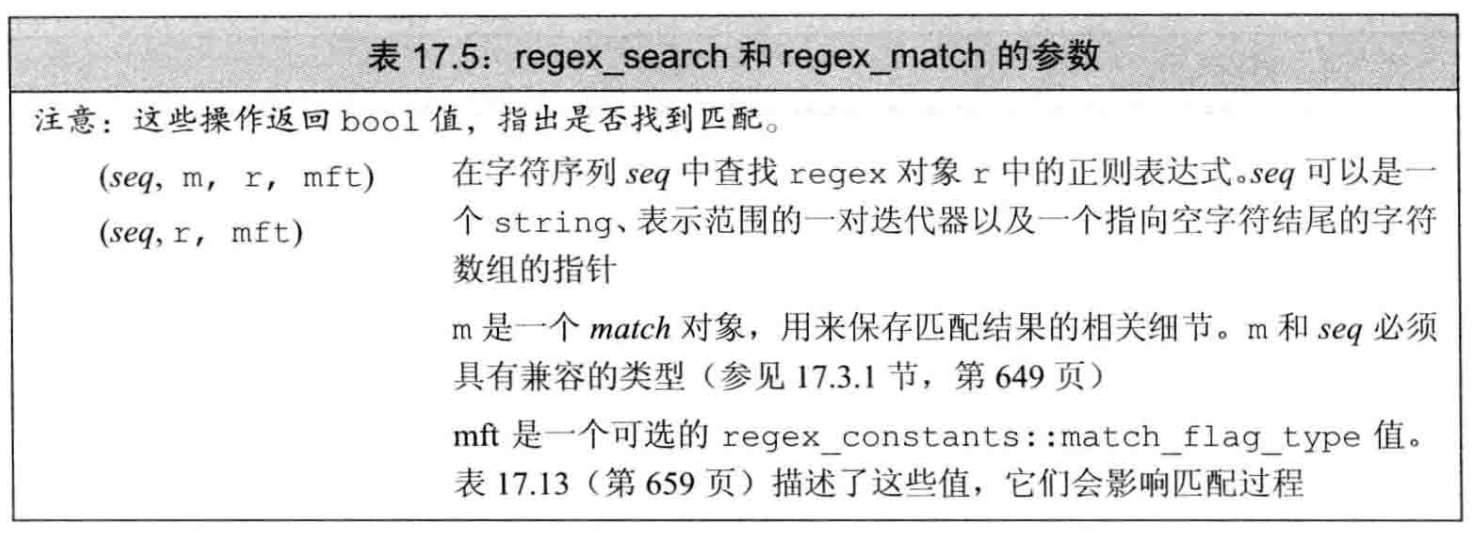 表 17.5：regex_search 和 regex_match 的参数
注意：这些操作返回 bool 值，指出是否找到匹配。
(seq, m, r, mft)
(seq, r, mft)
在字符序列 seq 中查找 regex 对象 r 中的正则表达式。seq 可以是一
个 string、表示范围的一对迭代器以及一个指向空字符结尾的字符
数组的指针
m 是一个 match 对象，用来保存匹配结果的相关细节。m 和 seq 必须
具有兼容的类型（参见 17.3.1 节，第 649 页）
mft 是一个可选的 regex_constants::match_flag_type 值。
表 17.13（第 659 页）描述了这些值，它们会影响匹配过程